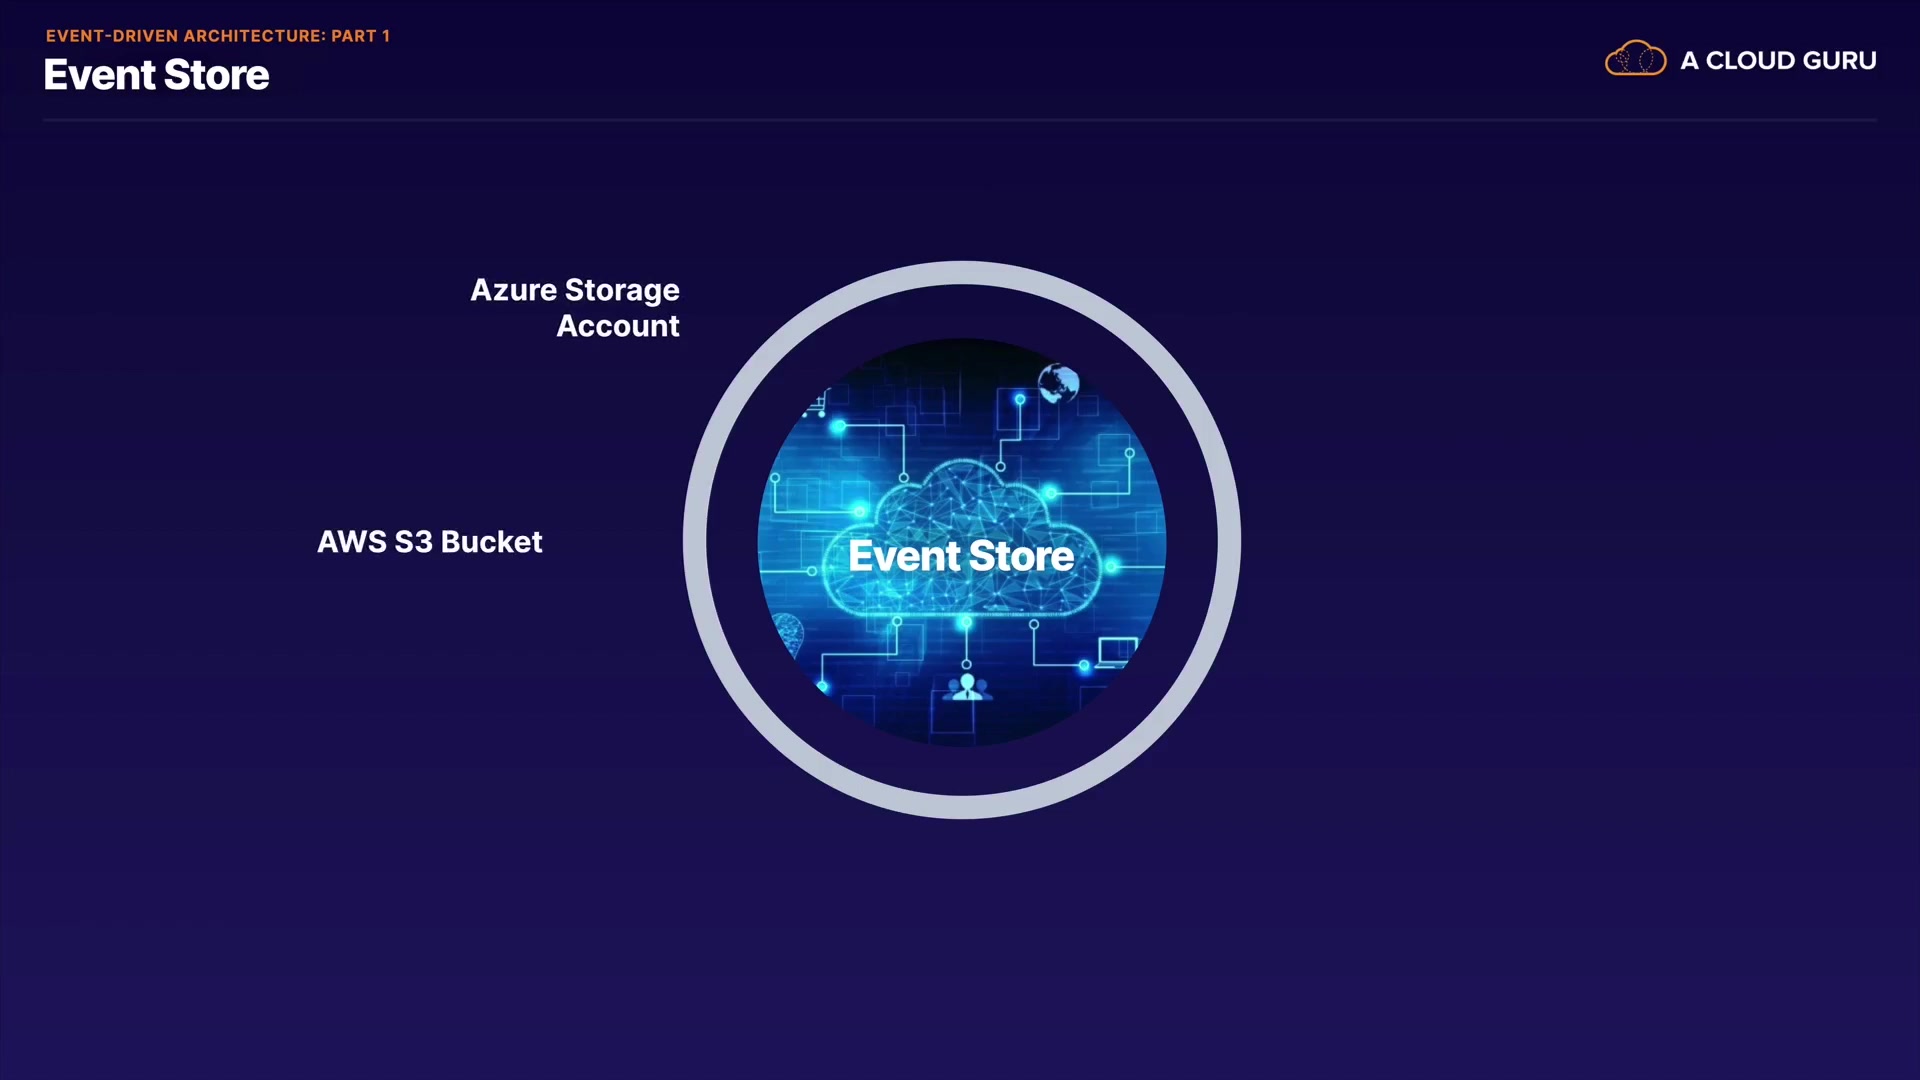 EVENT-DRIVEN ARCHITECTURE: PART 1
Event Store
A CLOUD GURU
Azure Storage
Account
AWS S3 Bucket
Event Store